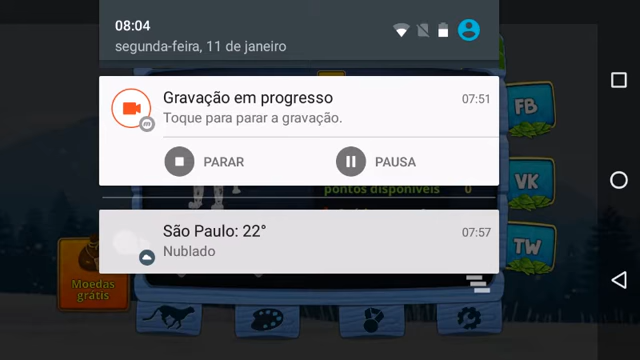 08:04
segunda-feira, 11 de janeiro
Gravação em progresso
07:51
Toque para parar a gravação.
PARAR
PAUSA
pontos disponíveis 0
São Paulo: 22°
07:57
Nublado
FB
VK
TW
Moedas
grátis